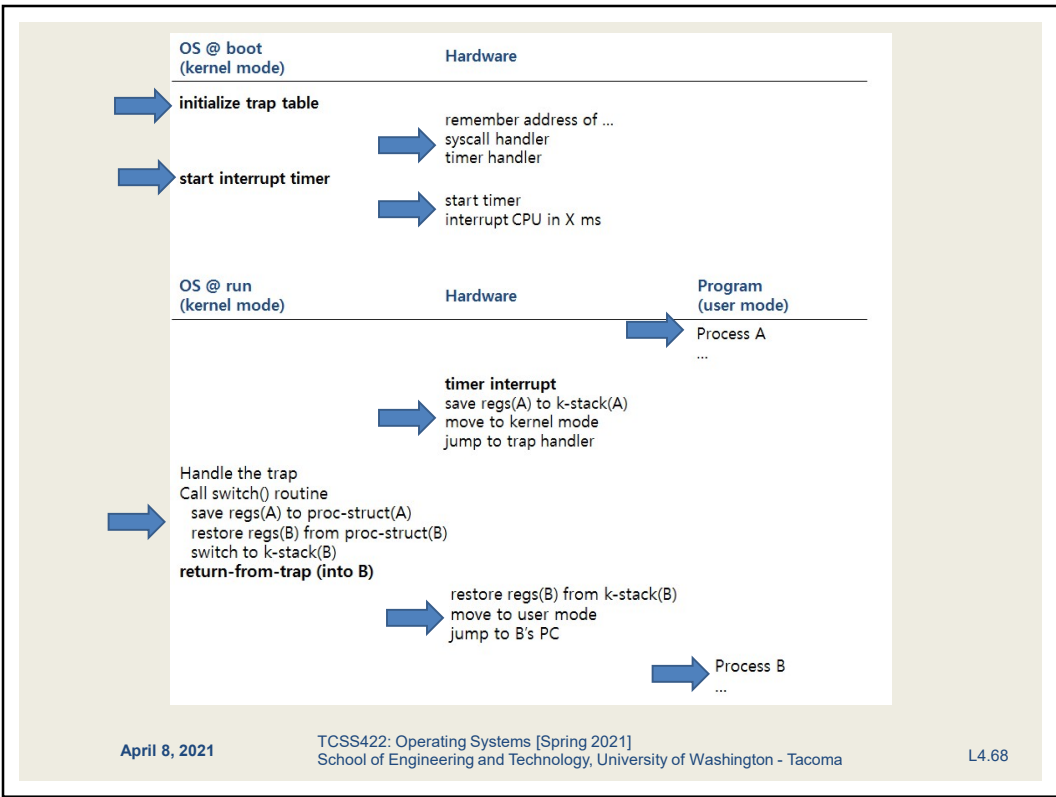 OS @ boot
(kernel mode)
Hardware
initialize trap table
remember address of ...
syscall handler
timer handler
start interrupt timer
start timer
interrupt CPU in X ms
OS @ run
(kernel mode)
Hardware
Program
(user mode)
Process A
...
timer interrupt
save regs(A) to k-stack(A)
move to kernel mode
jump to trap handler
Handle the trap
Call switch() routine
save regs(A) to proc-struct(A)
restore regs(B) from proc-struct(B)
switch to k-stack(B)
return-from-trap (into B)
restore regs(B) from k-stack(B)
move to user mode
jump to B's PC
Process B
...
April 8, 2021
TCSS422: Operating Systems [Spring 2021]
School of Engineering and Technology, University of Washington - Tacoma
L4.68